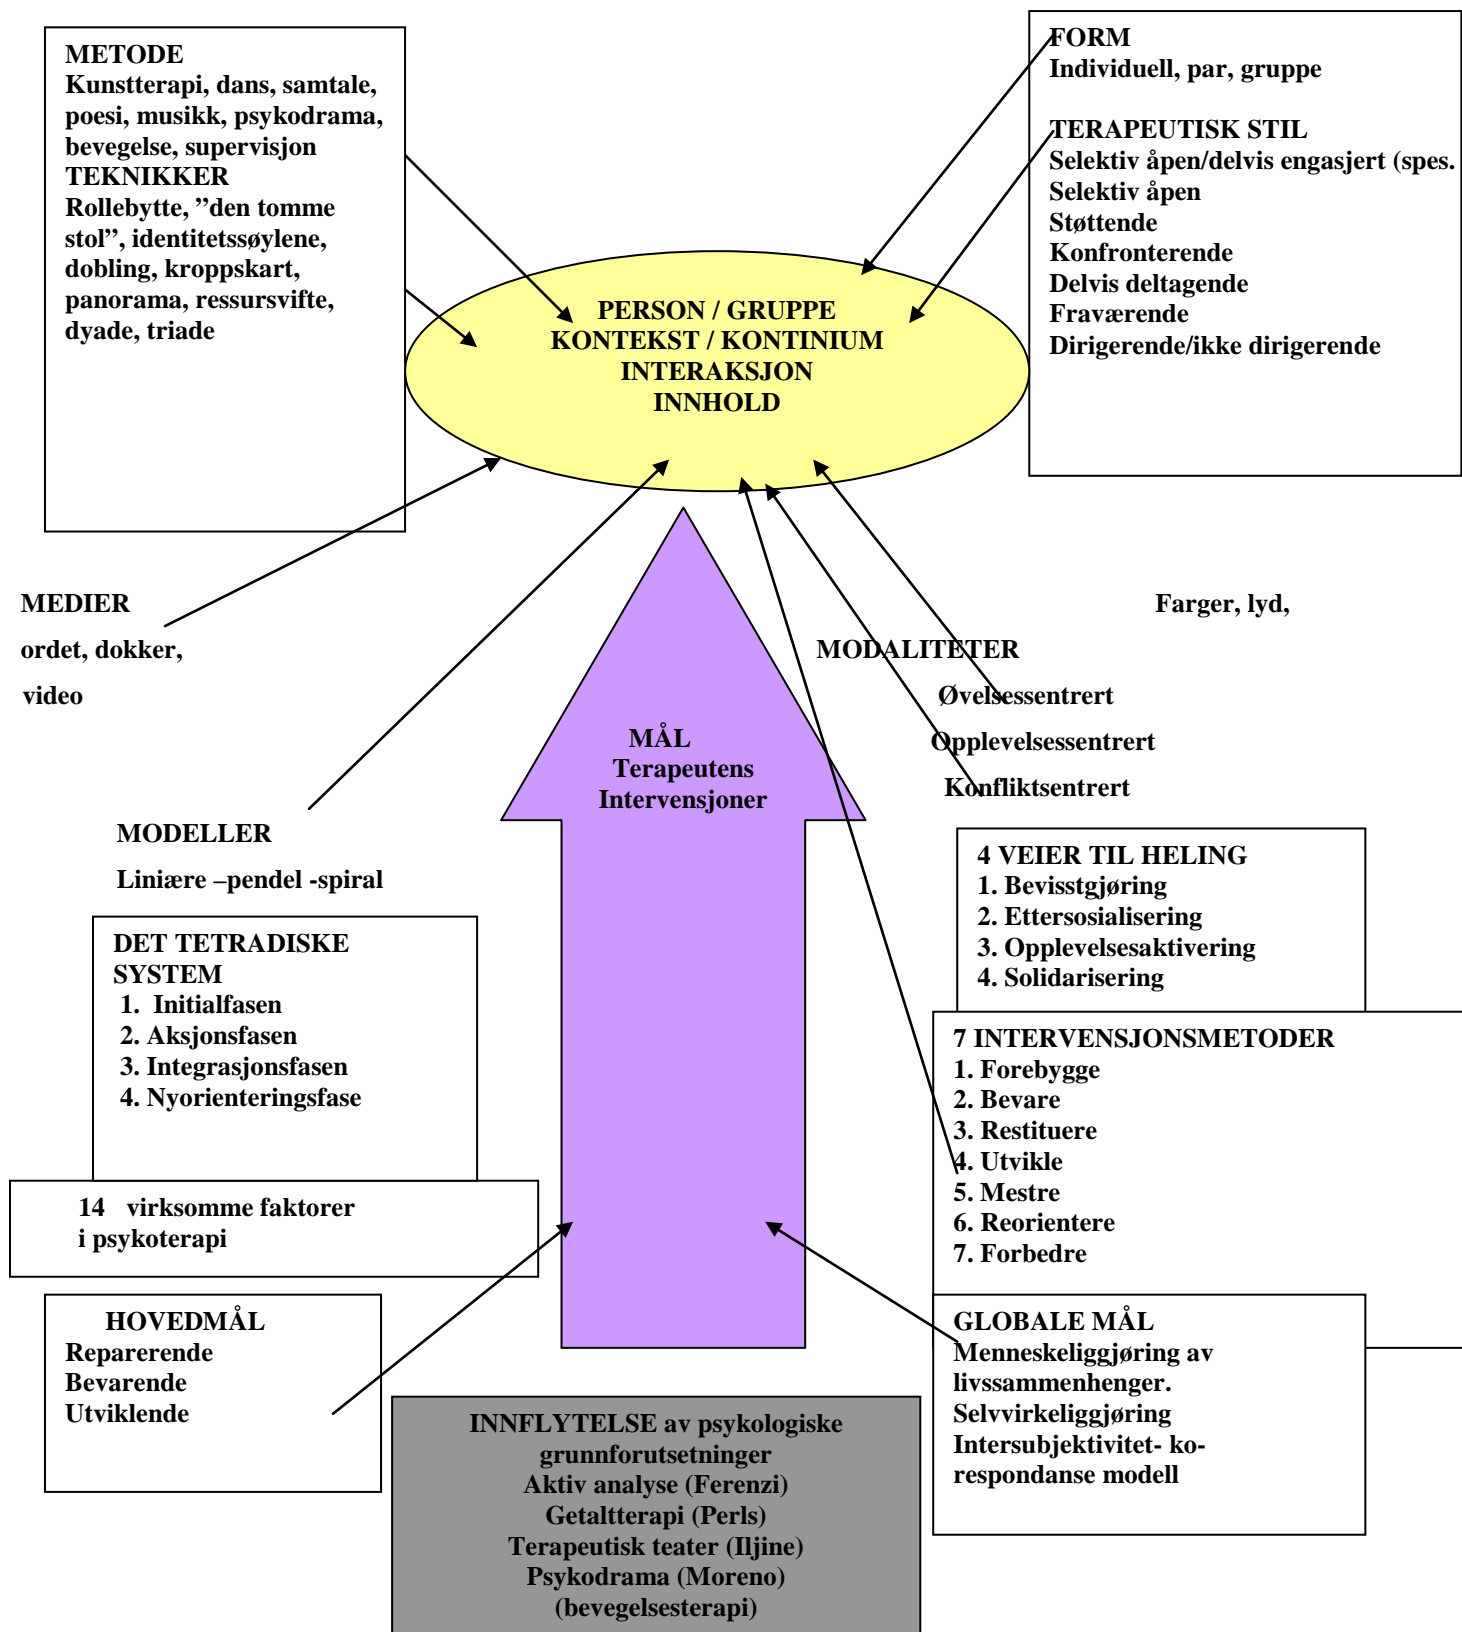 METODE
Kunstterapi, dans, samtale,
poesi, musikk, psykodrama,
bevegelse, supervisjon
TEKNIKKER
Rollebytte, ”den tomme
stol”, identitetssøylene,
dobling, kroppskart,
panorama, ressursvifte,
dyade, triade
FORM
Individuell, par, gruppe
TERAPEUTISK STIL
Selektiv åpen/delvis engasjert (spes.
Selektiv åpen
Støttende
Konfronterende
Delvis deltagende
Fraværende
Dirigerende/ikke dirigerende
PERSON / GRUPPE
KONTEKST / KONTINIUM
INTERAKSJON
INNHOLD
MEDIER
Farger, lyd,
ordet, dokker,
video
MODALITETER
Øvelsessentrert
Opplevelsessentrert
Konfliktsentrert
MÅL
Terapeutens
Intervensjoner
MODELLER
Liniære –pendel -spiral
4 VEIER TIL HELING
1. Bevisstgjøring
2. Ettersosialisering
3. Opplevelsesaktivering
4. Solidarisering
DET TETRADISKE
SYSTEM
1. Initialfasen
2. Aksjonsfasen
3. Integrasjonsfasen
4. Nyorienteringsfase
7 INTERVENSJONSMETODER
1. Forebygge
2. Bevare
3. Restituere
4. Utvikle
5. Mestre
6. Reorientere
7. Forbedre
14 virksomme faktorer
i psykoterapi
HOVEDMÅL
Reparerende
Bevarende
Utviklende
GLOBALE MÅL
Menneskeliggjøring av
livssammenhenger.
Selvvirkeliggjøring
Intersubjektivitet- ko-
respondanse modell
INNFLYTELSE av psykologiske
grunnforutsetninger
Aktiv analyse (Ferenzi)
Getaltterapi (Perls)
Terapeutisk teater (Iljine)
Psykodrama (Moreno)
(bevegelsesterapi)